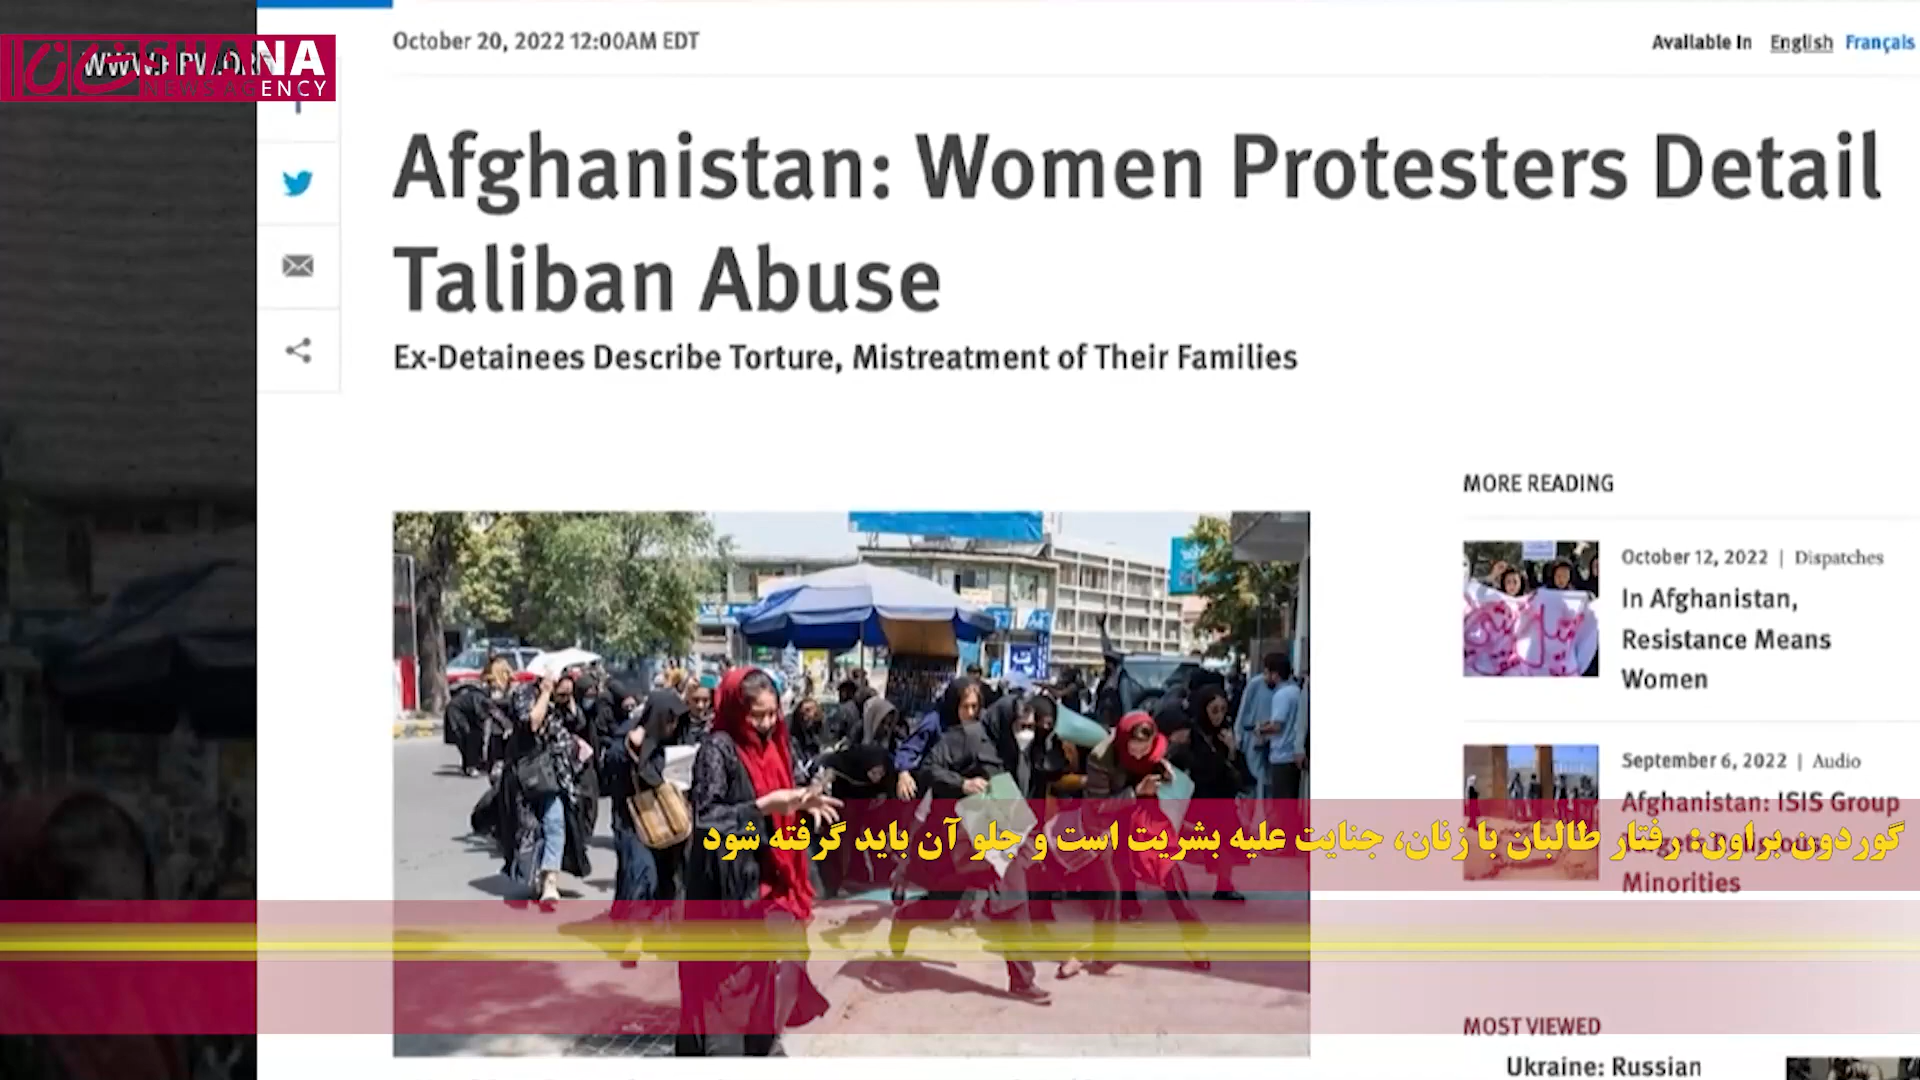 October 20, 2022 12:00AM EDT
Available In English Français
SHANA
NEWS AGENCY
Afghanistan: Women Protesters Detail
Taliban Abuse
Ex-Detainees Describe Torture, Mistreatment of Their Families
MORE READING
October 12, 2022 | Dispatches
In Afghanistan,
Resistance Means
Women
September 6, 2022 | Audio
Afghanistan: ISIS Group
Minorities
گوردون براون: رفتار طالبان با زنان، جنایت علیه بشریت است و جلو آن باید گرفته شود
MOST VIEWED
Ukraine: Russian